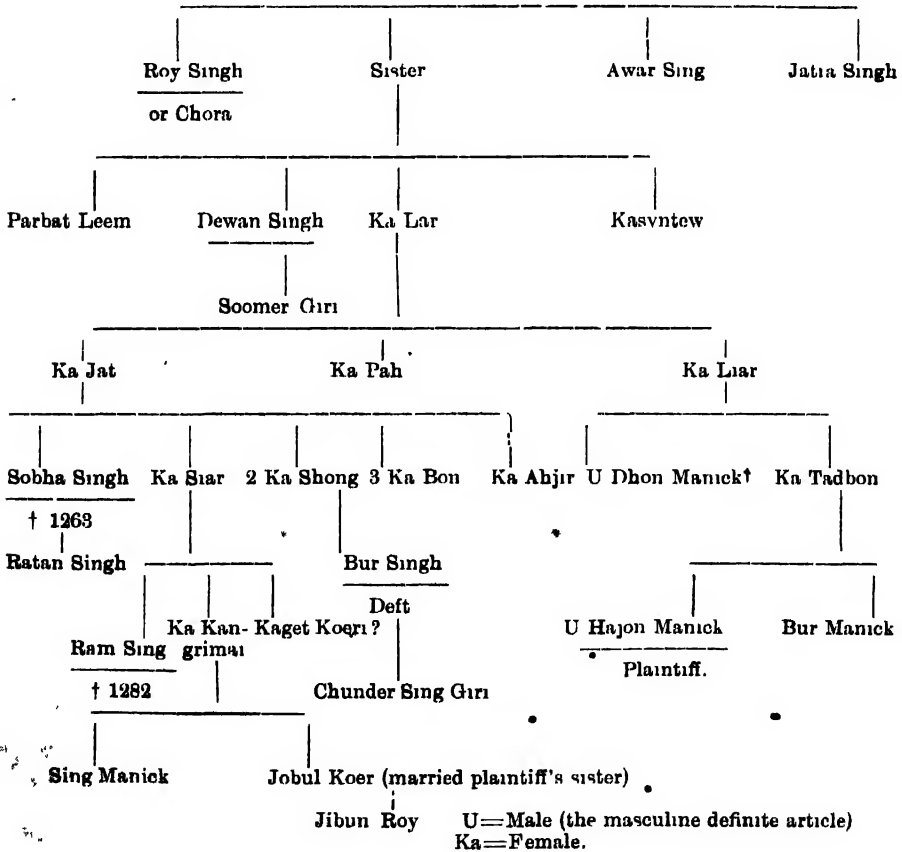 Roy Singh Sister Awar Sing Jatia Singh
or Chora
Parbat Leem Dewan Singh Ka Lar Kasyntew
Soomer Giri
Ka Jat Ka Pah Ka Liar
Sobha Singh Ka Siar 2 Ka Shong 3 Ka Bon Ka Ahjir U Dhon Manick† Ka Tadbon
† 1263
Ratan Singh Bur Singh
Deft
Ka Kan- Kaget Koeri? U Hajon Manick Bur Manick
Ram Sing grimai
Plaintiff.
† 1282 Chunder Sing Giri
Sing Manick Jobul Koer (married plaintiff's sister)
Jibun Roy U=Male (the masculine definite article)
Ka=Female.